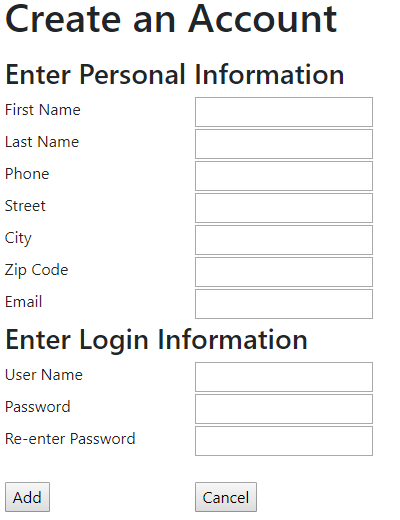 Create an Account
Enter Personal Information
First Name
Last Name
Phone
Street
City
Zip Code
Email
Enter Login Information
User Name
Password
Re-enter Password
Add Cancel